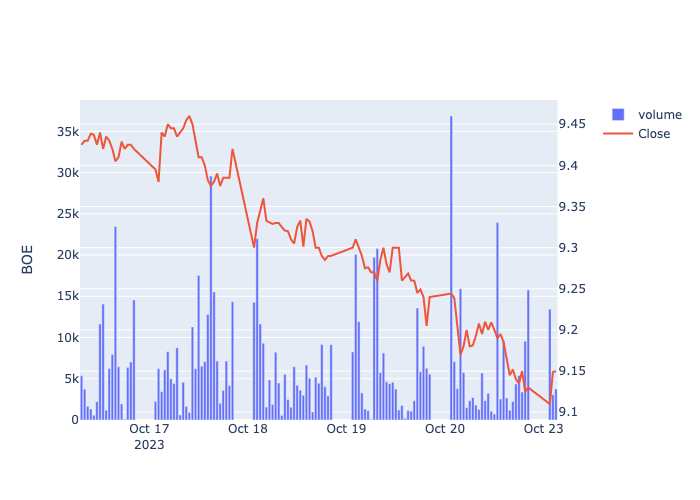 volume
Close
BOE
35k
30k
25k
20k
15k
10k
5k
0
9.45
9.4
9.35
9.3
9.25
9.2
9.15
9.1
Oct 17
2023
Oct 18
Oct 19
Oct 20
Oct 23